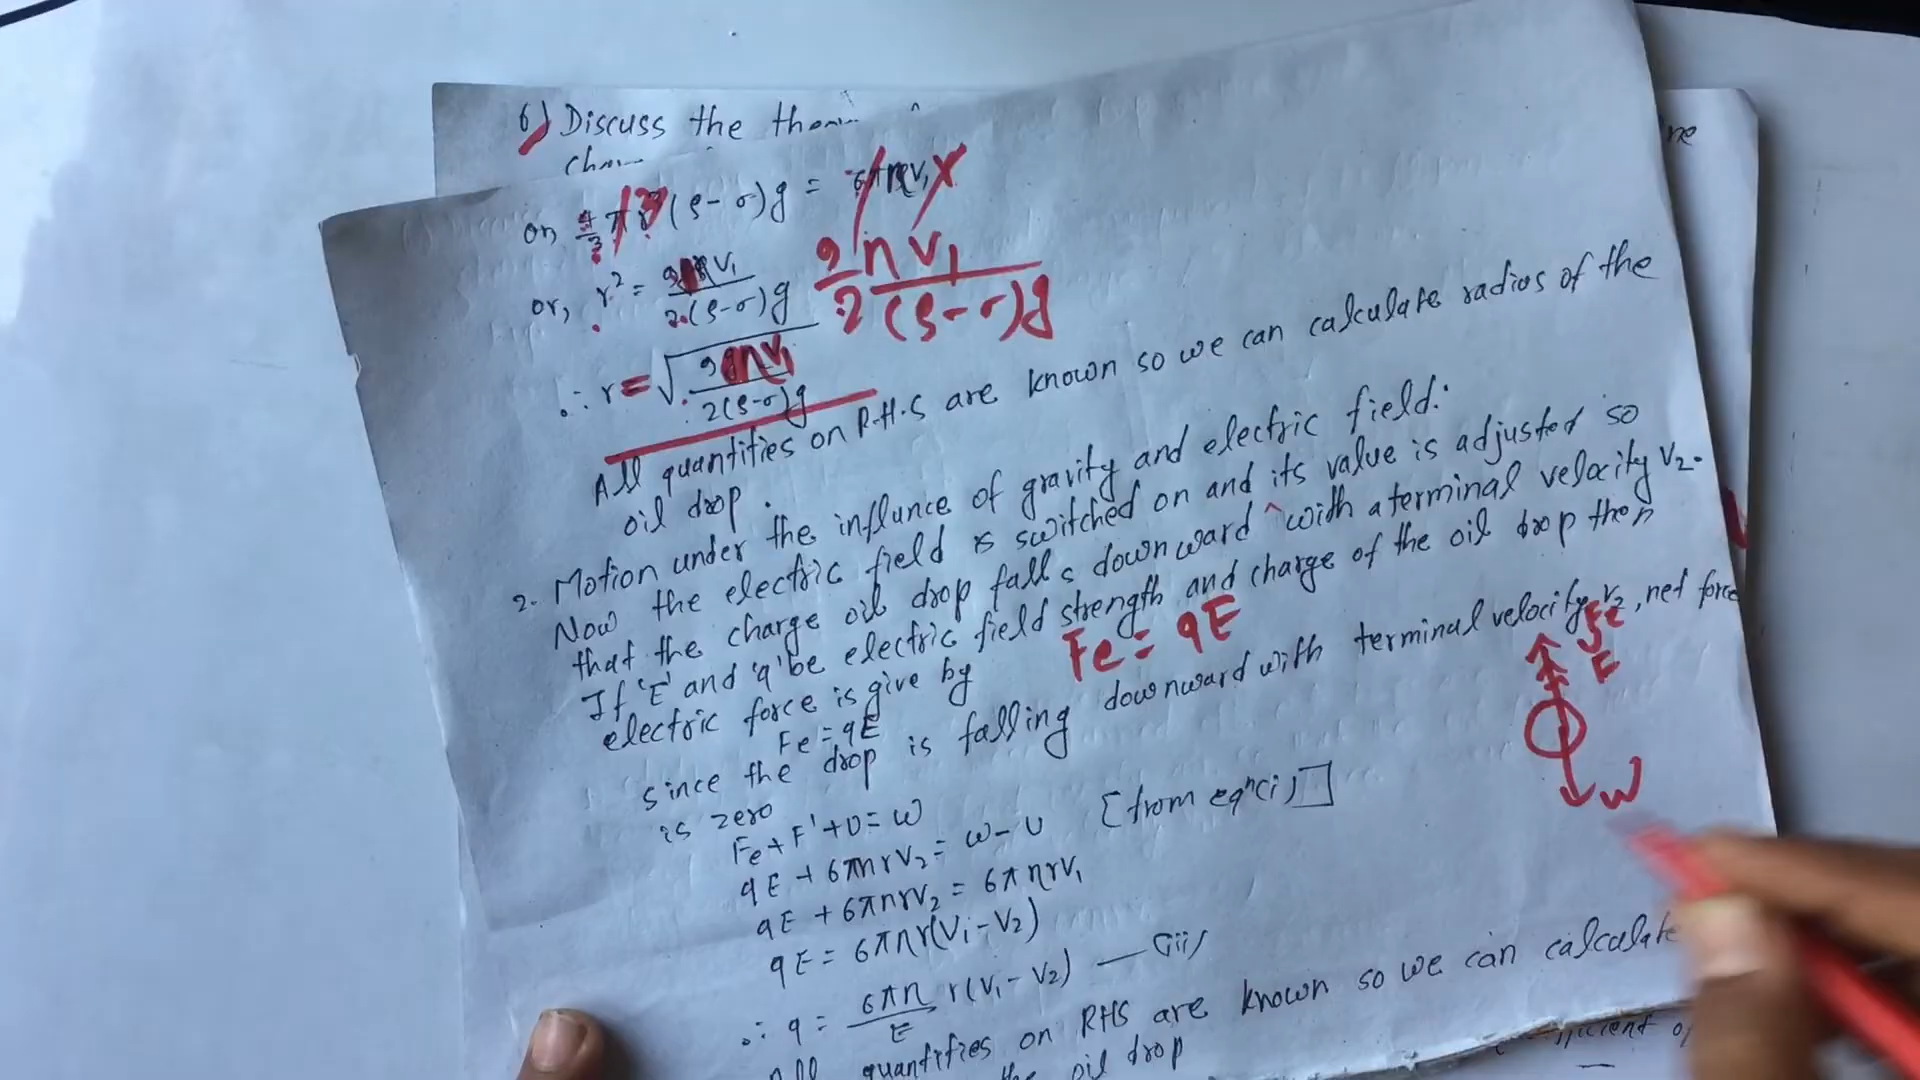 6) Discuss the
or, 4/3 π r³ (ρ-σ)g = 6πηrv₁
or, r² = 9ηv₁ / 2(ρ-σ)g
9 η v₁ / 2 (ρ-σ)g
∴ r = √ 9ηv₁ / 2(ρ-σ)g
All quantities on R.H.S are known so we can calculate radios of the
oil drop.
2. Motion under the influnce of gravity and electric field.
Now the electric field is switched on and its value is adjusted so
that the charge oil drop falls downward ^ with a terminal velocity v₂.
If 'E' and 'q' be electric field strength and charge of the oil drop then
electric force is give by
Fe = qE
Fe = qE
since the drop is falling downward with terminal velocity v₂, net force
is zero
Fe
E
W
Fe + F' + U = W
qE + 6πηrv₂ = W - U [from eqⁿ(i)]
qE + 6πηrv₂ = 6πηrv₁
qE = 6πηr(v₁ - v₂)
∴ q = 6πη/E r(v₁ - v₂) — (ii)
All quantities on RHS are known so we can calculate
the oil drop